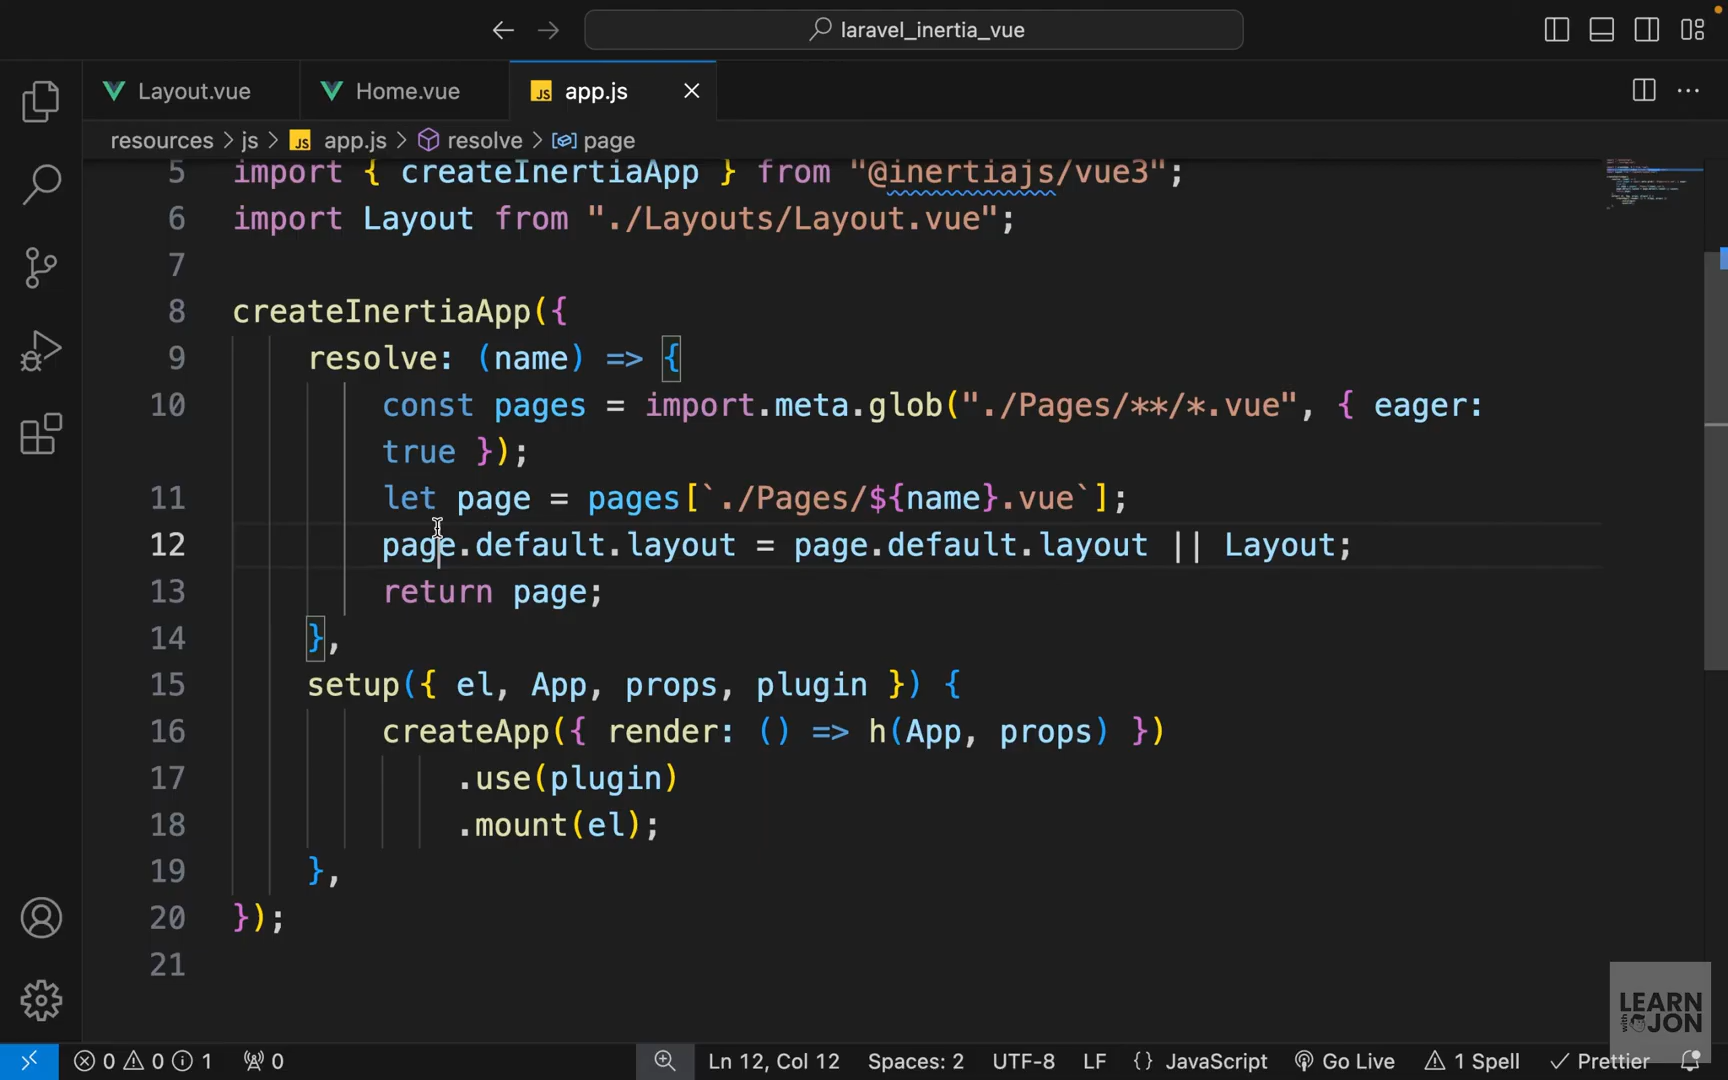 laravel_inertia_vue
Layout.vue
Home.vue
JS app.js
resources > js > JS app.js > resolve > page
5 import { createInertiaApp } from "@inertiajs/vue3";
6 import Layout from "./Layouts/Layout.vue";
7
8 createInertiaApp({
9 resolve: (name) => {
10 const pages = import.meta.glob("./Pages/**/*.vue", { eager:
true });
11 let page = pages[`./Pages/${name}.vue`];
12 page.default.layout = page.default.layout || Layout;
13 return page;
14 },
15 setup({ el, App, props, plugin }) {
16 createApp({ render: () => h(App, props) })
17 .use(plugin)
18 .mount(el);
19 },
20 });
21
LEARN
with JON
0 0 1 0 Ln 12, Col 12 Spaces: 2 UTF-8 LF {} JavaScript Go Live 1 Spell Prettier